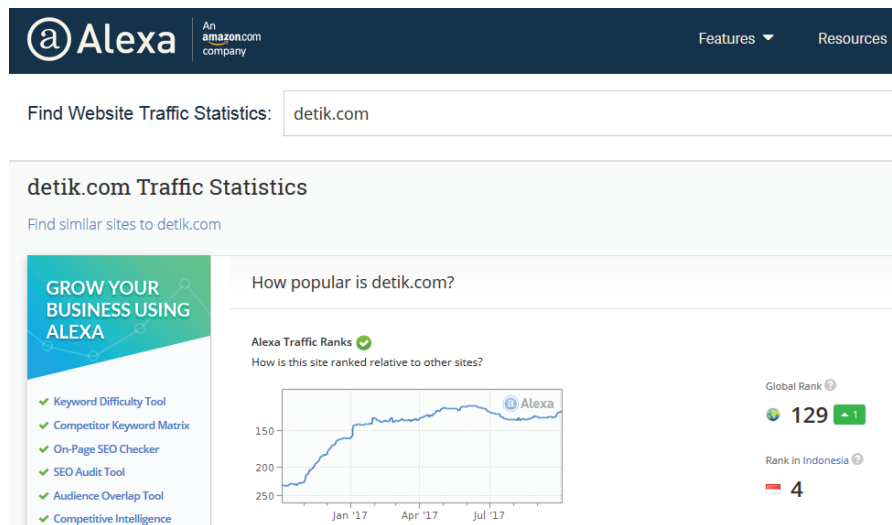 Alexa
An
amazon.com
company
Features
Resources
Find Website Traffic Statistics:
detik.com
detik.com Traffic Statistics
Find similar sites to detik.com
GROW YOUR
BUSINESS USING
ALEXA
Keyword Difficulty Tool
Competitor Keyword Matrix
On-Page SEO Checker
SEO Audit Tool
Audience Overlap Tool
Competitive Intelligence
How popular is detik.com?
Alexa Traffic Ranks
How is this site ranked relative to other sites?
Alexa
150
200
250
Jan '17 Apr '17 Jul '17
Global Rank
129 1
Rank in Indonesia
4